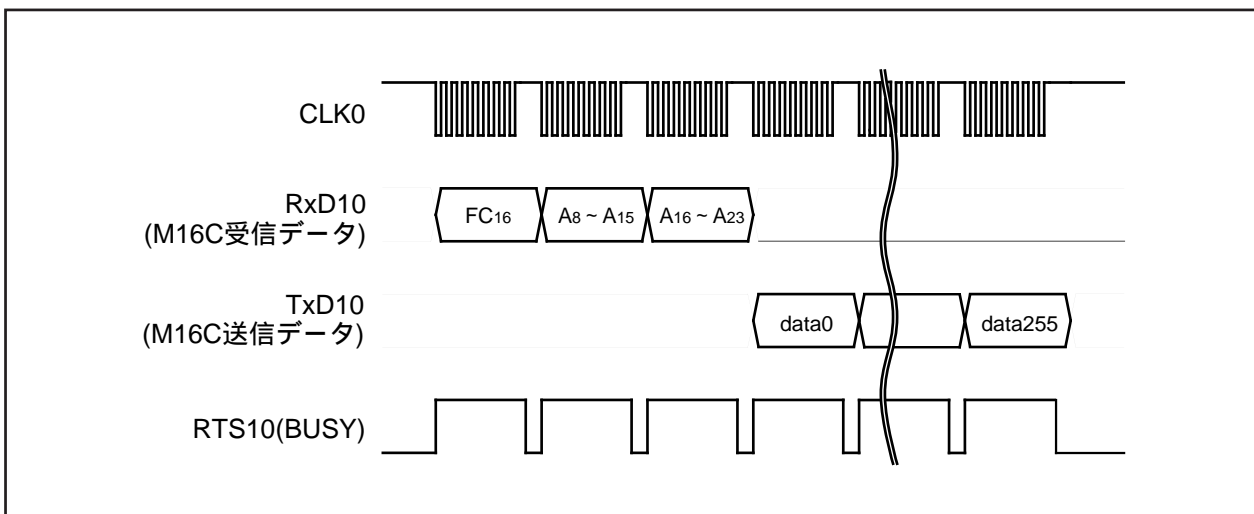 CLK0
RxD10
(M16C受信データ)
FC16 A8 ~ A15 A16 ~ A23
TxD10
(M16C送信データ)
data0 data255
RTS10(BUSY)